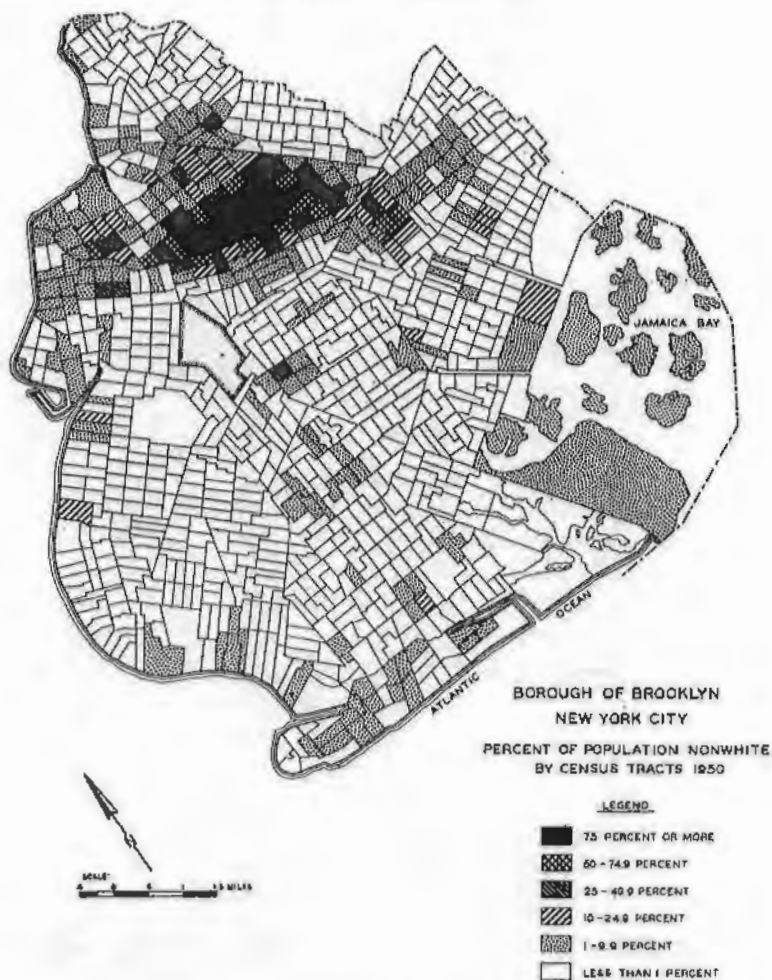 JAMAICA BAY
OCEAN
ATLANTIC
BOROUGH OF BROOKLYN
NEW YORK CITY
PERCENT OF POPULATION NONWHITE
BY CENSUS TRACTS 1950
LEGEND
75 PERCENT OR MORE
50-74.9 PERCENT
25-49.9 PERCENT
10-24.9 PERCENT
1-9.9 PERCENT
LESS THAN 1 PERCENT
SCALE:
MILES